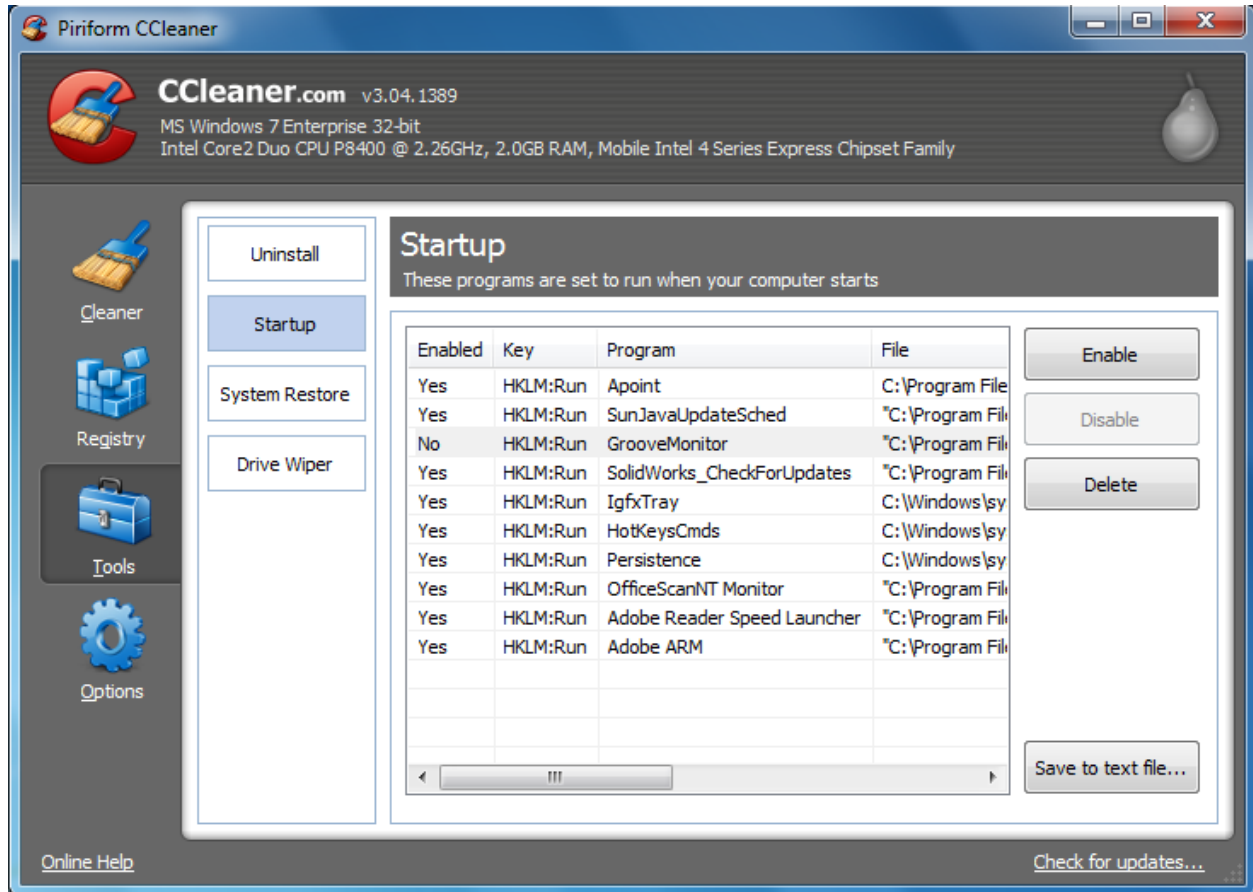 Piriform CCleaner
CCleaner.com v3.04.1389
MS Windows 7 Enterprise 32-bit
Intel Core2 Duo CPU P8400 @ 2.26GHz, 2.0GB RAM, Mobile Intel 4 Series Express Chipset Family
Cleaner
Registry
Tools
Options
Uninstall
Startup
System Restore
Drive Wiper
Startup
These programs are set to run when your computer starts
Enabled Key Program File
Yes HKLM:Run Apoint C:\Program File
Yes HKLM:Run SunJavaUpdateSched "C:\Program Fil
No HKLM:Run GrooveMonitor "C:\Program Fil
Yes HKLM:Run SolidWorks_CheckForUpdates "C:\Program Fil
Yes HKLM:Run IgfxTray C:\Windows\sy
Yes HKLM:Run HotKeysCmds C:\Windows\sy
Yes HKLM:Run Persistence C:\Windows\sy
Yes HKLM:Run OfficeScanNT Monitor "C:\Program Fil
Yes HKLM:Run Adobe Reader Speed Launcher "C:\Program Fil
Yes HKLM:Run Adobe ARM "C:\Program Fil
Enable
Disable
Delete
Save to text file...
Online Help
Check for updates...